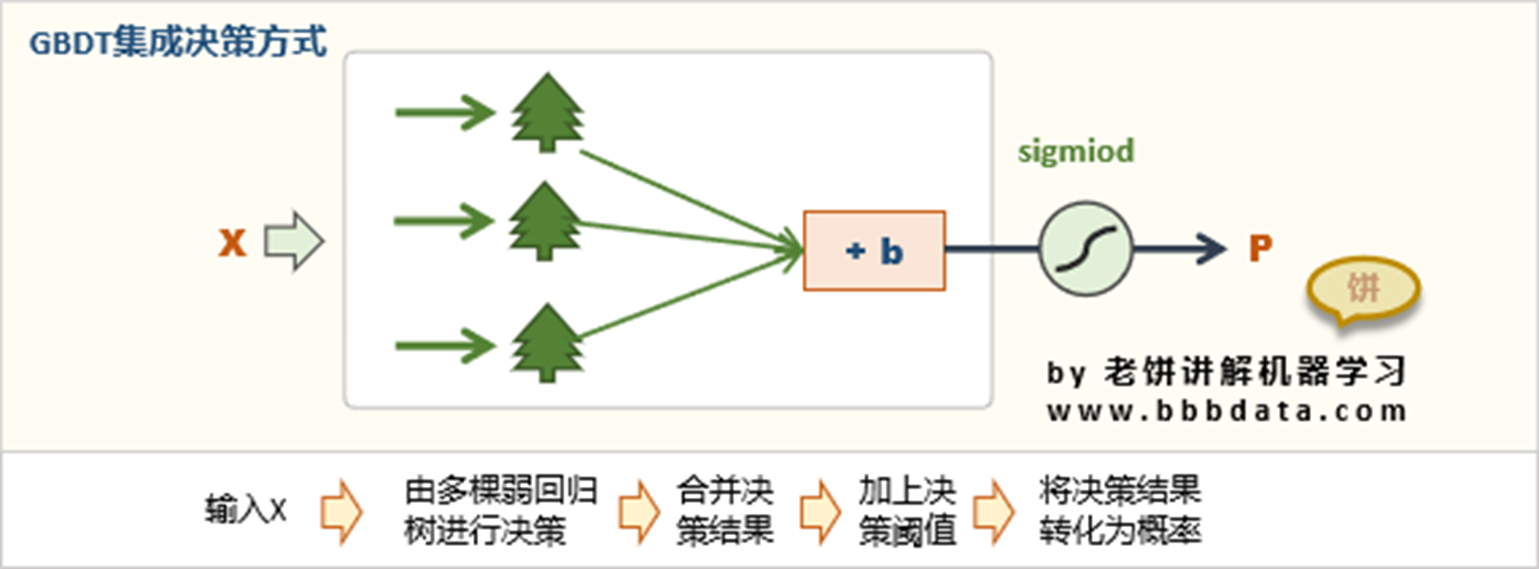 GBDT集成决策方式
sigmiod
X
+ b
P
饼
by 老饼讲解机器学习
www.bbbdata.com
输入X
由多棵弱回归
树进行决策
合并决
策结果
加上决
策阈值
将决策结果
转化为概率